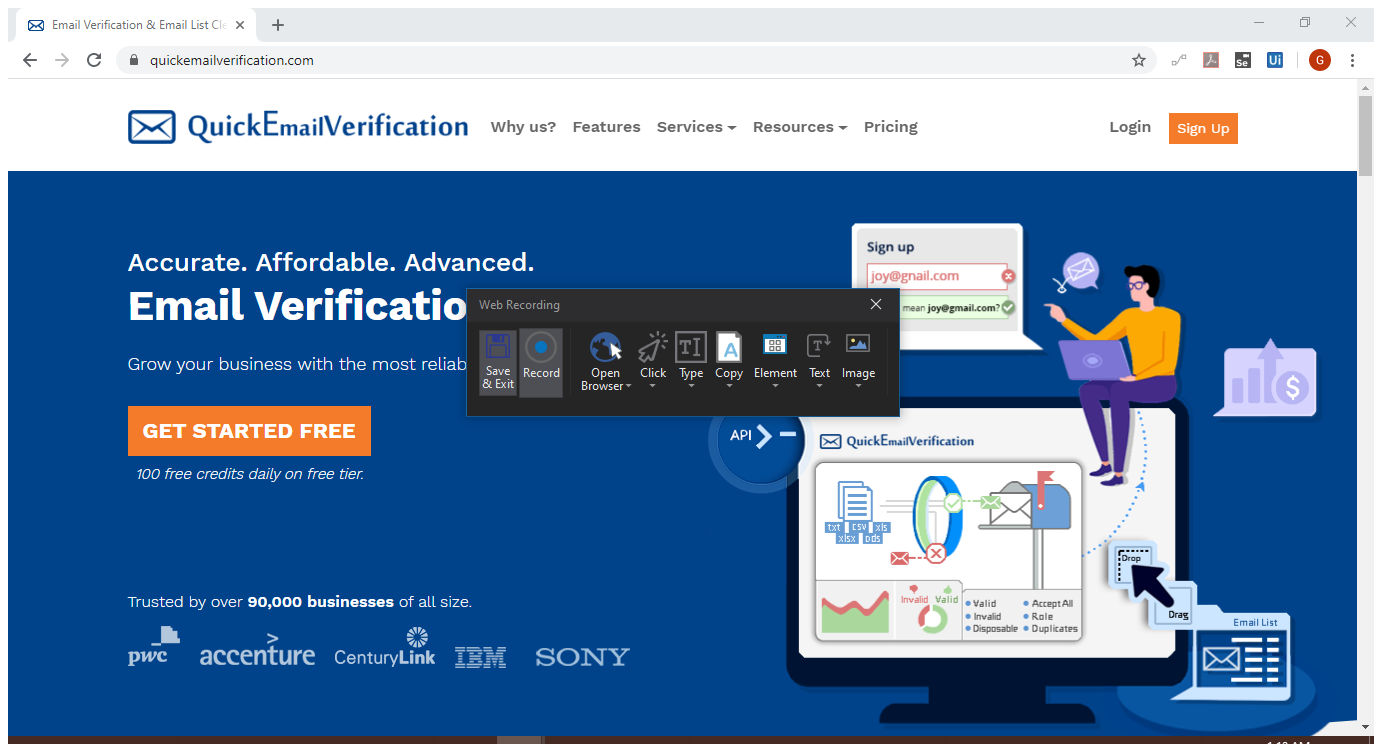 Email Verification & Email List Cle
quickemailverification.com
Se
Ui
G
QuickEmailVerification Why us? Features Services Resources Pricing Login Sign Up
Accurate. Affordable. Advanced.
Email Verificatio
Grow your business with the most reliab
GET STARTED FREE
100 free credits daily on free tier.
Trusted by over 90,000 businesses of all size.
pwc accenture CenturyLink IBM SONY
Sign up
joy@gnail.com
mean joy@gmail.com?
Web Recording
Save & Exit
Record
Open Browser
Click
Type
Copy
Element
Text
Image
TI
A
T
$
API
QuickEmailVerification
txt csv xls
xlsx ods
Invalid Valid
Valid
Invalid
Disposable
Accept All
Role
Duplicates
Drop
Drag
Email List